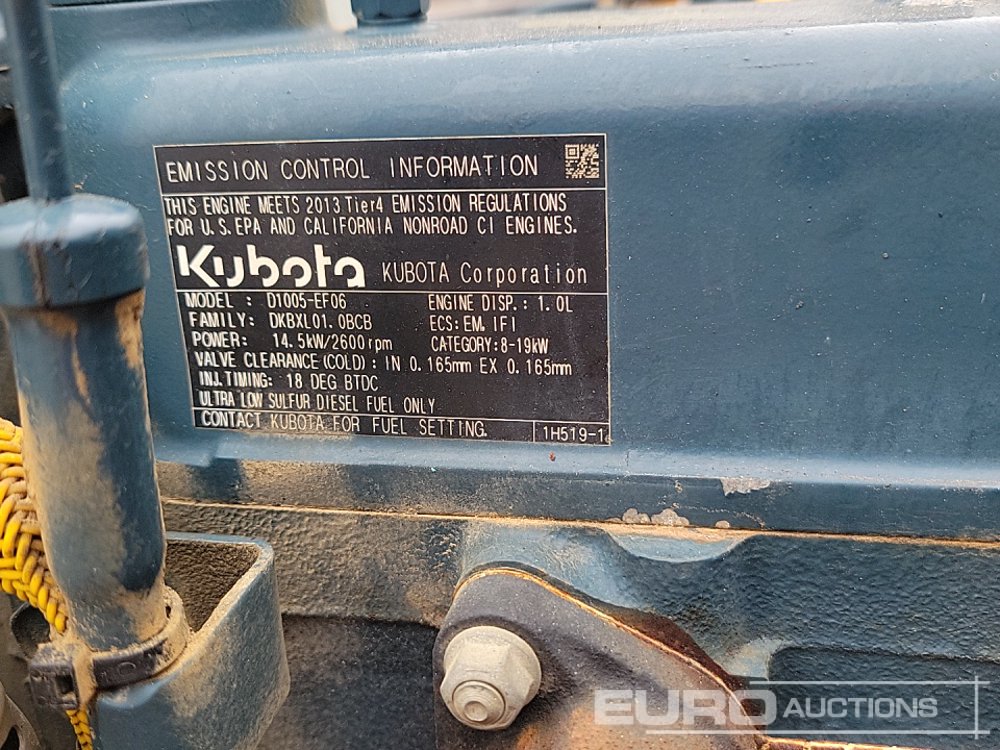 EMISSION CONTROL INFORMATION
THIS ENGINE MEETS 2013 Tier4 EMISSION REGULATIONS
FOR U.S. EPA AND CALIFORNIA NONROAD CI ENGINES.
Kubota KUBOTA Corporation
MODEL : D1005-EF06 ENGINE DISP. : 1.0L
FAMILY: DKBXL01.0BCB ECS: EM, IFI
POWER: 14.5kW/2600rpm CATEGORY: 8-19kW
VALVE CLEARANCE(COLD) : IN 0.165mm EX 0.165mm
INJ.TIMING: 18 DEG BTDC
ULTRA LOW SULFUR DIESEL FUEL ONLY
CONTACT KUBOTA FOR FUEL SETTING. 1H519-1
EURO AUCTIONS